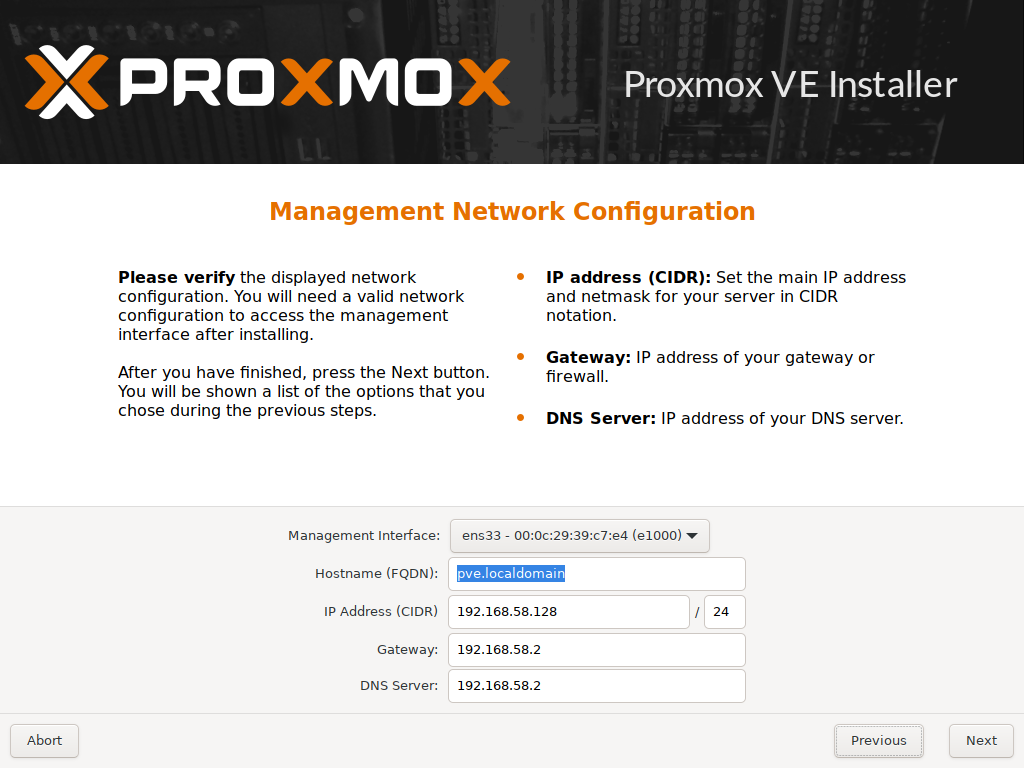 PROXMOX
Proxmox VE Installer
Management Network Configuration
Please verify the displayed network
configuration. You will need a valid network
configuration to access the management
interface after installing.
After you have finished, press the Next button.
You will be shown a list of the options that you
chose during the previous steps.
IP address (CIDR): Set the main IP address
and netmask for your server in CIDR
notation.
Gateway: IP address of your gateway or
firewall.
DNS Server: IP address of your DNS server.
Management Interface: ens33 - 00:0c:29:39:c7:e4 (e1000)
Hostname (FQDN): pve.localdomain
IP Address (CIDR) 192.168.58.128 / 24
Gateway: 192.168.58.2
DNS Server: 192.168.58.2
Abort Previous Next